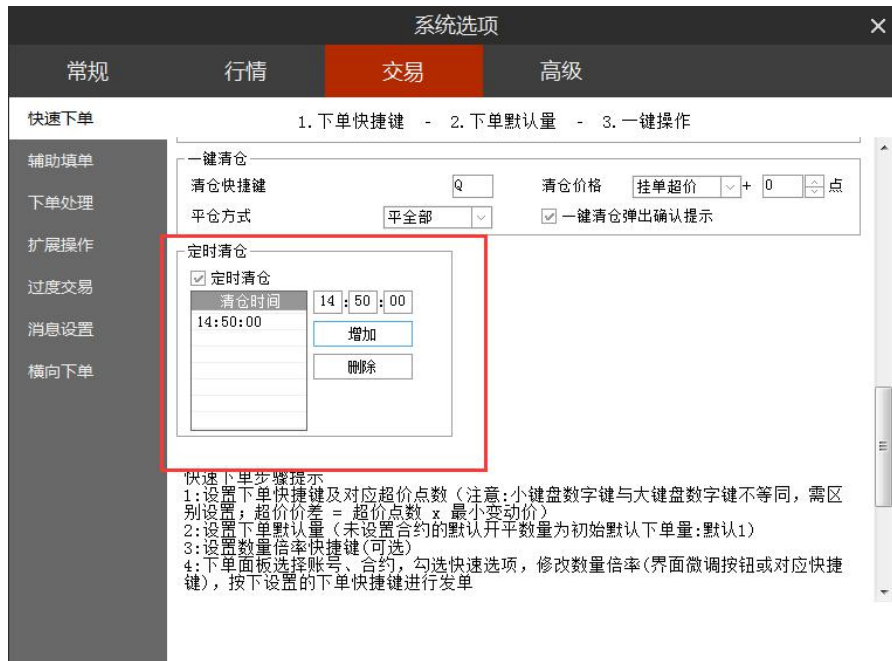 系统选项
常规 行情 交易 高级
快速下单
辅助填单
下单处理
扩展操作
过度交易
消息设置
横向下单
1.下单快捷键 - 2.下单默认量 - 3.一键操作
一键清仓
清仓快捷键 Q 清仓价格 挂单超价 + 0 点
平仓方式 平全部 一键清仓弹出确认提示
定时清仓
定时清仓
清仓时间 14:50:00
14:50:00
增加
删除
快速下单步骤提示
1:设置下单快捷键及对应超价点数(注意:小键盘数字键与大键盘数字键不等同,需区
别设置;超价价差 = 超价点数 x 最小变动价)
2:设置下单默认量(未设置合约的默认开平数量为初始默认下单量:默认1)
3:设置数量倍率快捷键(可选)
4:下单面板选择账号、合约,勾选快速选项,修改数量倍率(界面微调按钮或对应快捷
键),按下设置的下单快捷键进行发单